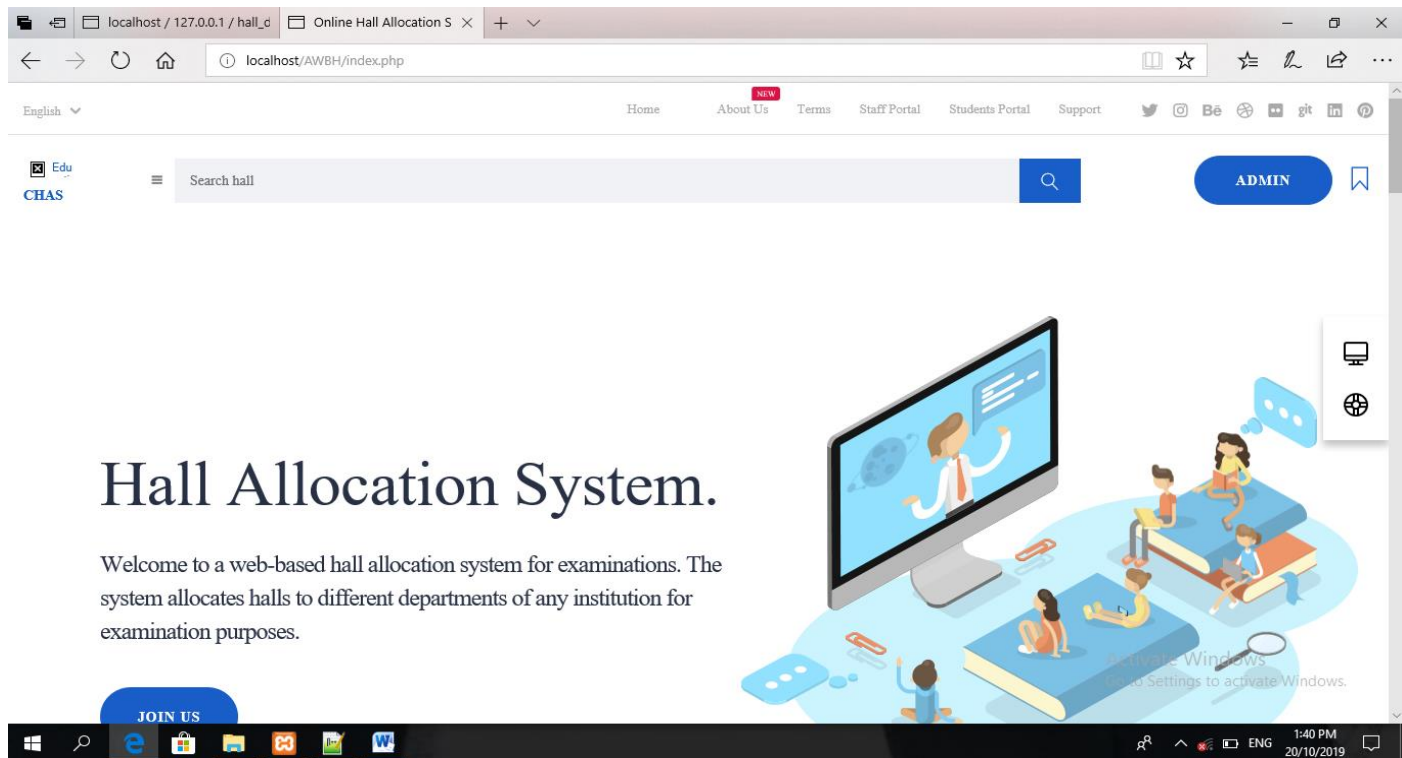 localhost / 127.0.0.1 / hall_d
Online Hall Allocation S
localhost/AWBH/index.php
English
Home
NEW
About Us
Terms
Staff Portal
Students Portal
Support
Bē
git
in
Edu
CHAS
Search hall
ADMIN
Hall Allocation System.
Welcome to a web-based hall allocation system for examinations. The
system allocates halls to different departments of any institution for
examination purposes.
JOIN US
Activate Windows
Go to Settings to activate Windows.
ENG
1:40 PM
20/10/2019